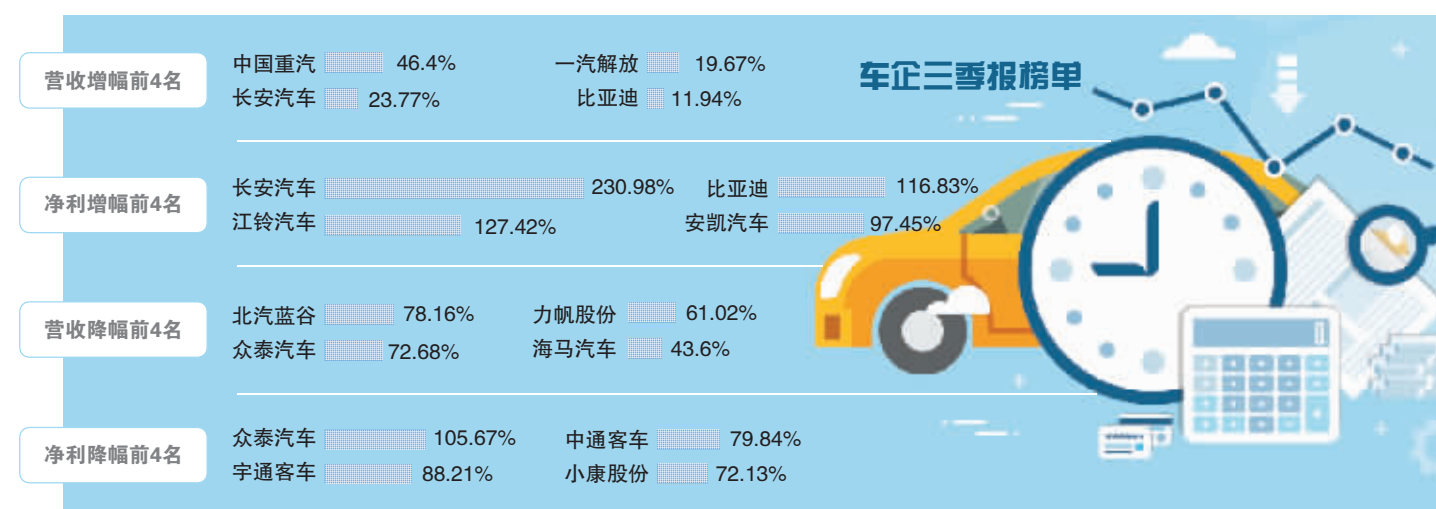 车企三季报榜单
营收增幅前4名
中国重汽 46.4% 一汽解放 19.67%
长安汽车 23.77% 比亚迪 11.94%
净利增幅前4名
长安汽车 230.98% 比亚迪 116.83%
江铃汽车 127.42% 安凯汽车 97.45%
营收降幅前4名
北汽蓝谷 78.16% 力帆股份 61.02%
众泰汽车 72.68% 海马汽车 43.6%
净利降幅前4名
众泰汽车 105.67% 中通客车 79.84%
宇通客车 88.21% 小康股份 72.13%